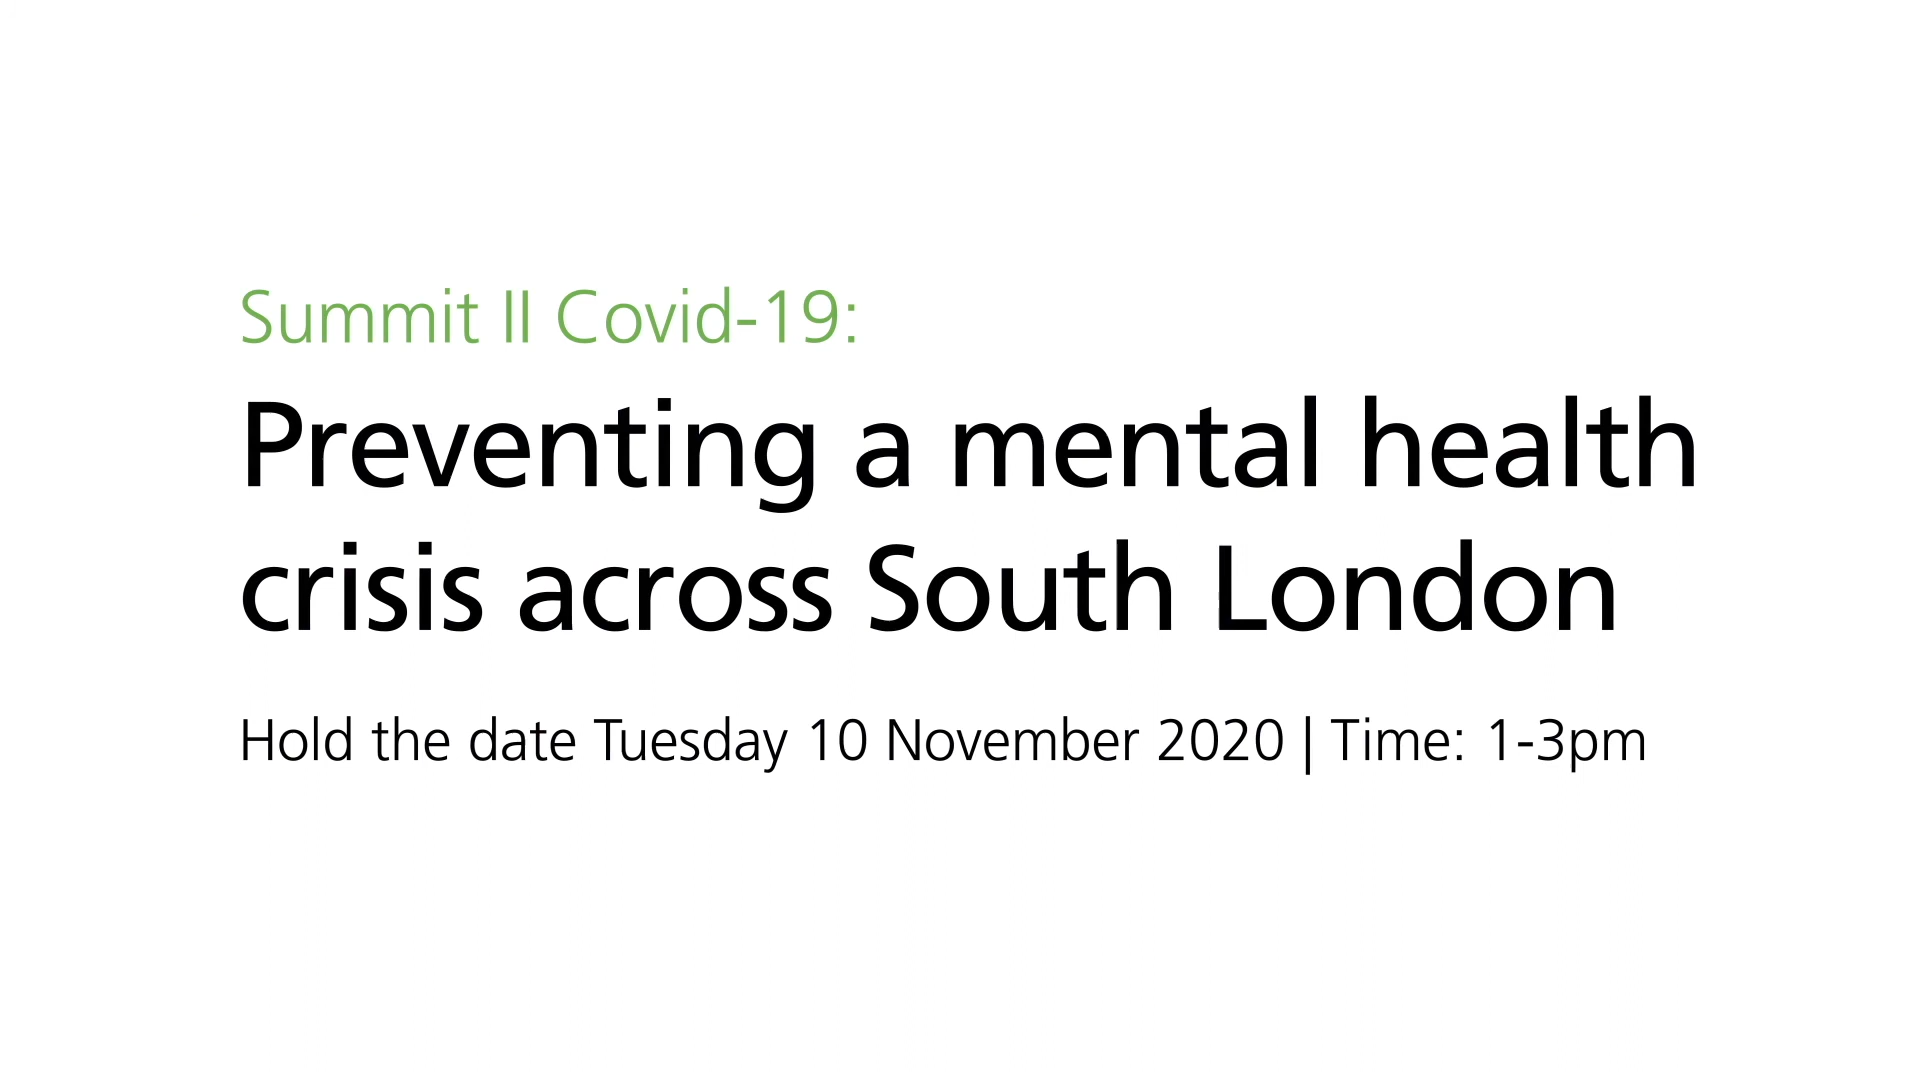 Summit II Covid-19:
Preventing a mental health
crisis across South London
Hold the date Tuesday 10 November 2020 | Time: 1-3pm